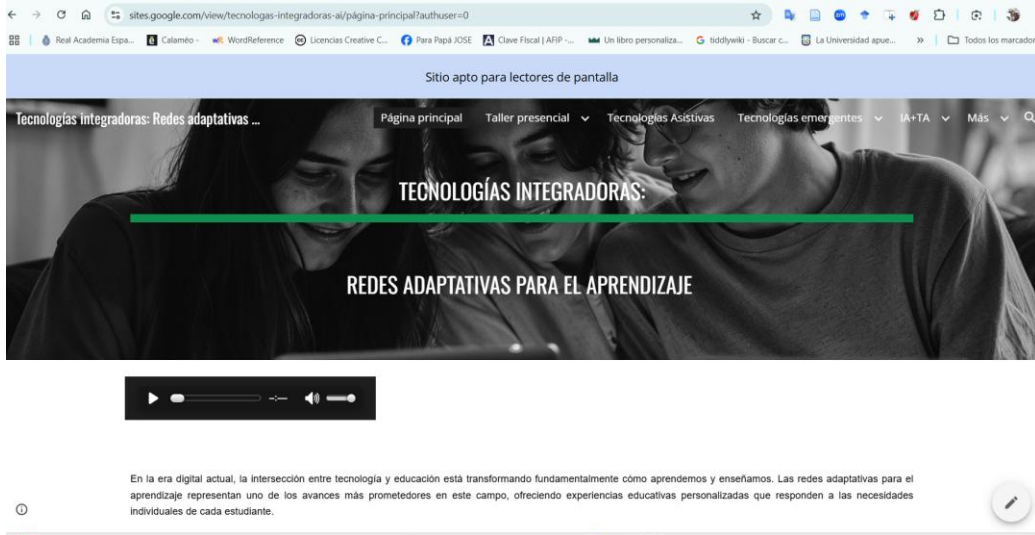 sites.google.com/view/tecnologas-integradoras-ai/página-principal?authuser=0
Real Academia Espa... Calaméo - WordReference Licencias Creative C... Para Papá JOSE Clave Fiscal | AFIP -... Un libro personaliza... tiddlywiki - Buscar c... La Universidad apue... » Todos los marcador
Sitio apto para lectores de pantalla
Tecnologías integradoras: Redes adaptativas ... Página principal Taller presencial Tecnologías Asistivas Tecnologías emergentes IA+TA Más
TECNOLOGÍAS INTEGRADORAS:
REDES ADAPTATIVAS PARA EL APRENDIZAJE
-:--
En la era digital actual, la intersección entre tecnología y educación está transformando fundamentalmente cómo aprendemos y enseñamos. Las redes adaptativas para el
aprendizaje representan uno de los avances más prometedores en este campo, ofreciendo experiencias educativas personalizadas que responden a las necesidades
individuales de cada estudiante.